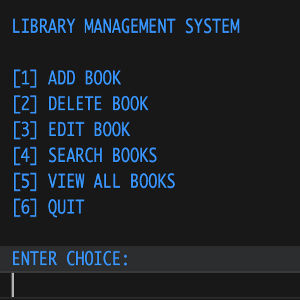 LIBRARY MANAGEMENT SYSTEM
[1] ADD BOOK
[2] DELETE BOOK
[3] EDIT BOOK
[4] SEARCH BOOKS
[5] VIEW ALL BOOKS
[6] QUIT
ENTER CHOICE: